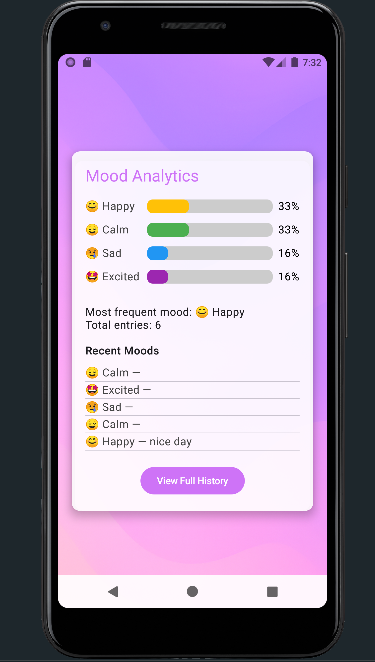 7:32
Mood Analytics
😀 Happy 33%
😌 Calm 33%
😢 Sad 16%
🤩 Excited 16%
Most frequent mood: 😀 Happy
Total entries: 6
Recent Moods
😌 Calm —
🤩 Excited —
😢 Sad —
😌 Calm —
😀 Happy — nice day
View Full History